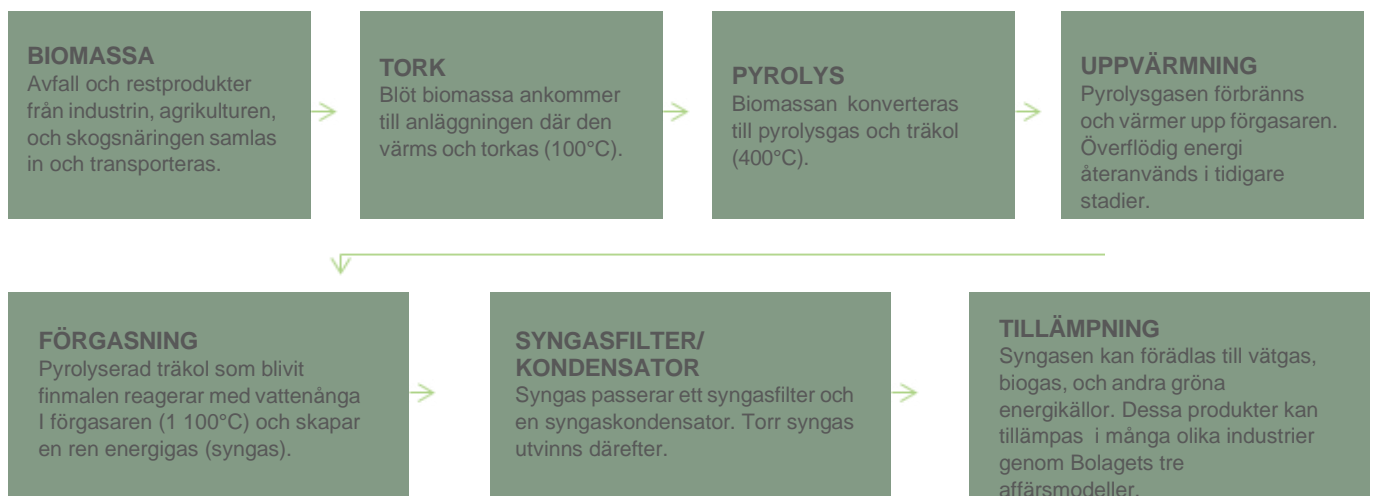 BIOMASSA
Avfall och restprodukter
från industrin, agrikulturen,
och skogsnäringen samlas
in och transporteras.
TORK
Blöt biomassa ankommer
till anläggningen där den
värms och torkas (100°C).
PYROLYS
Biomassan konverteras
till pyrolysgas och träkol
(400°C).
UPPVÄRMNING
Pyrolysgasen förbränns
och värmer upp förgasaren.
Överflödig energi
återanvänds i tidigare
stadier.
FÖRGASNING
Pyrolyserad träkol som blivit
finmalen reagerar med vattenånga
I förgasaren (1 100°C) och skapar
en ren energigas (syngas).
SYNGASFILTER/
KONDENSATOR
Syngas passerar ett syngasfilter och
en syngaskondensator. Torr syngas
utvinns därefter.
TILLÄMPNING
Syngasen kan förädlas till vätgas,
biogas, och andra gröna
energikällor. Dessa produkter kan
tillämpas i många olika industrier
genom Bolagets tre
affärsmodeller.